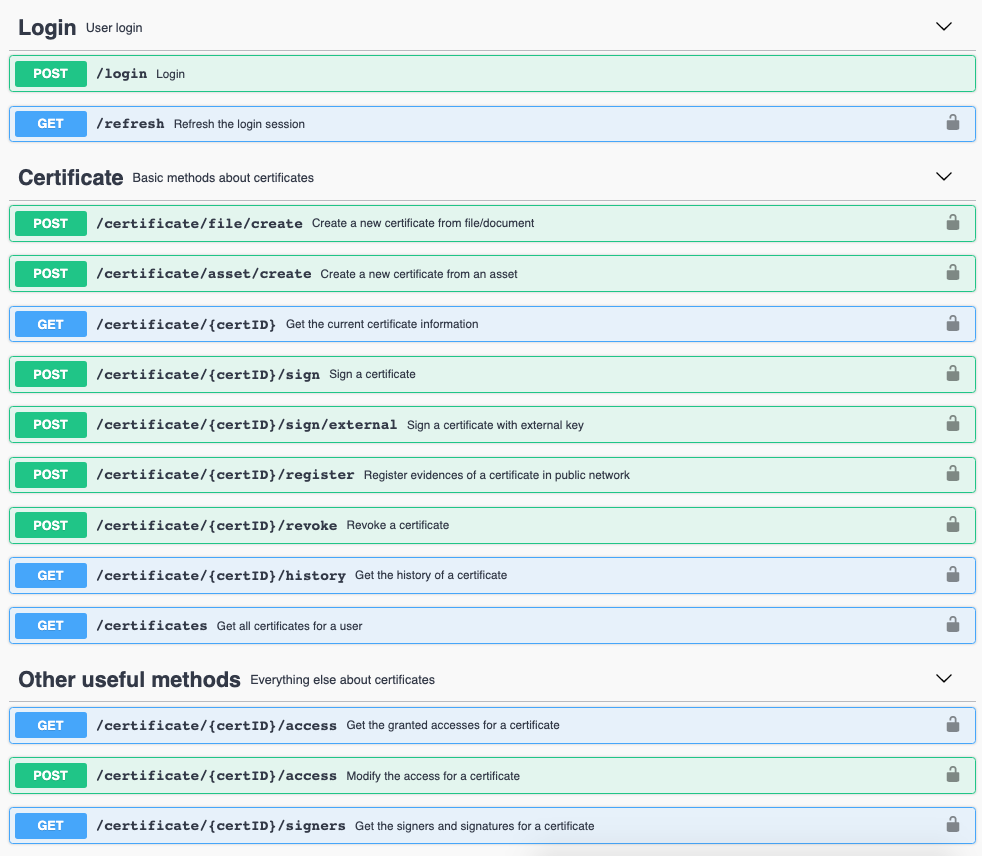 Login User login
POST /login Login
GET /refresh Refresh the login session
Certificate Basic methods about certificates
POST /certificate/file/create Create a new certificate from file/document
POST /certificate/asset/create Create a new certificate from an asset
GET /certificate/{certID} Get the current certificate information
POST /certificate/{certID}/sign Sign a certificate
POST /certificate/{certID}/sign/external Sign a certificate with external key
POST /certificate/{certID}/register Register evidences of a certificate in public network
POST /certificate/{certID}/revoke Revoke a certificate
GET /certificate/{certID}/history Get the history of a certificate
GET /certificates Get all certificates for a user
Other useful methods Everything else about certificates
GET /certificate/{certID}/access Get the granted accesses for a certificate
POST /certificate/{certID}/access Modify the access for a certificate
GET /certificate/{certID}/signers Get the signers and signatures for a certificate